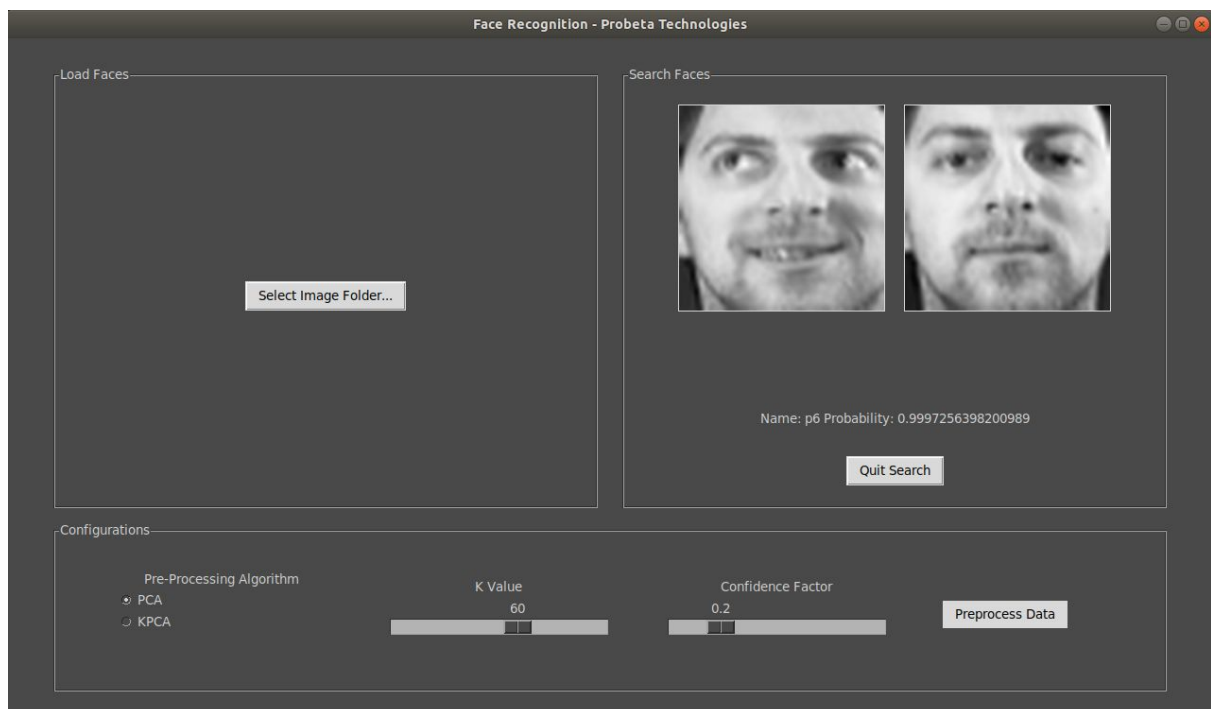 Face Recognition - Probeta Technologies
Load Faces
Select Image Folder...
Search Faces
Name: p6 Probability: 0.9997256398200989
Quit Search
Configurations
Pre-Processing Algorithm
PCA
KPCA
K Value
60
Confidence Factor
0.2
Preprocess Data